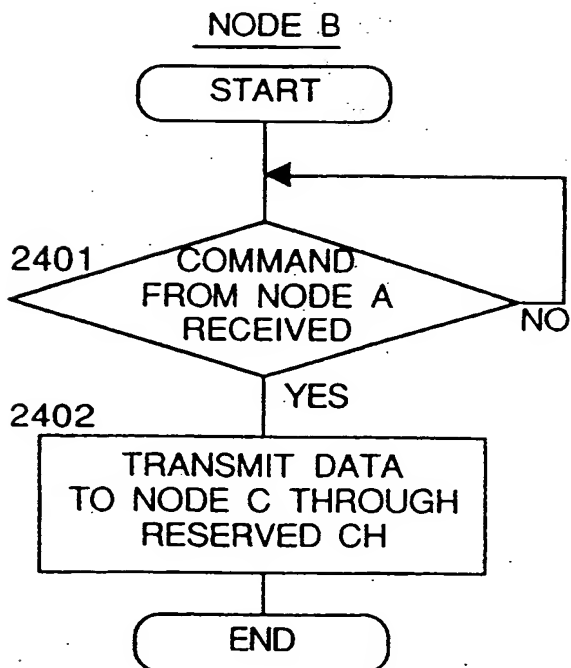 NODE B
START
2401
COMMAND
FROM NODE A
RECEIVED
NO
YES
2402
TRANSMIT DATA
TO NODE C THROUGH
RESERVED CH
END